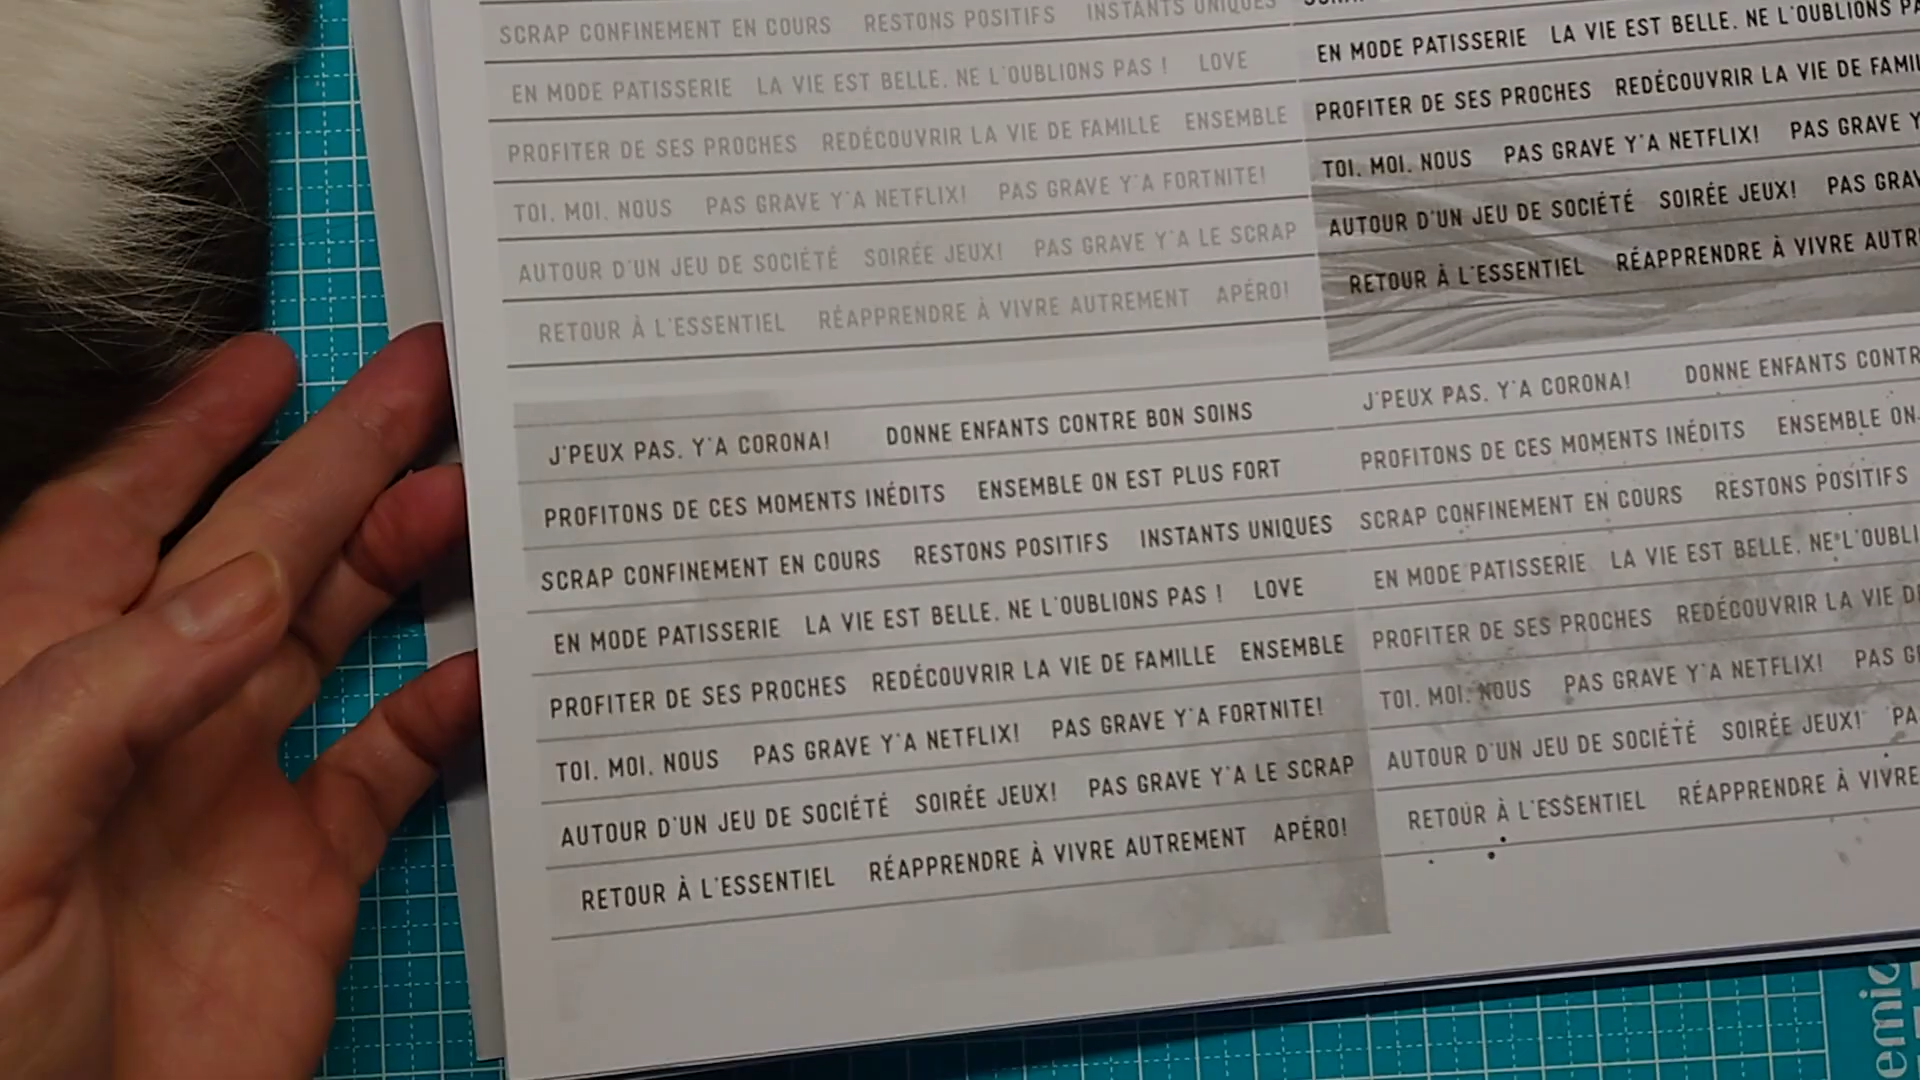 SCRAP CONFINEMENT EN COURS RESTONS POSITIFS INSTANTS UNIQUES
EN MODE PATISSERIE LA VIE EST BELLE. NE L'OUBLIONS PAS ! LOVE
PROFITER DE SES PROCHES REDÉCOUVRIR LA VIE DE FAMILLE ENSEMBLE
TOI. MOI. NOUS PAS GRAVE Y'A NETFLIX! PAS GRAVE Y'A FORTNITE!
AUTOUR D'UN JEU DE SOCIÉTÉ SOIRÉE JEUX! PAS GRAVE Y'A LE SCRAP
RETOUR À L'ESSENTIEL RÉAPPRENDRE À VIVRE AUTREMENT APÉRO!
EN MODE PATISSERIE LA VIE EST BELLE. NE L'OUBLIONS PA
PROFITER DE SES PROCHES REDÉCOUVRIR LA VIE DE FAMIL
TOI. MOI. NOUS PAS GRAVE Y'A NETFLIX! PAS GRAVE Y
AUTOUR D'UN JEU DE SOCIÉTÉ SOIRÉE JEUX! PAS GRAV
RETOUR À L'ESSENTIEL RÉAPPRENDRE À VIVRE AUTR
J'PEUX PAS. Y'A CORONA! DONNE ENFANTS CONTRE BON SOINS
PROFITONS DE CES MOMENTS INÉDITS ENSEMBLE ON EST PLUS FORT
SCRAP CONFINEMENT EN COURS RESTONS POSITIFS INSTANTS UNIQUES
EN MODE PATISSERIE LA VIE EST BELLE. NE L'OUBLIONS PAS ! LOVE
PROFITER DE SES PROCHES REDÉCOUVRIR LA VIE DE FAMILLE ENSEMBLE
TOI. MOI. NOUS PAS GRAVE Y'A NETFLIX! PAS GRAVE Y'A FORTNITE!
AUTOUR D'UN JEU DE SOCIÉTÉ SOIRÉE JEUX! PAS GRAVE Y'A LE SCRAP
RETOUR À L'ESSENTIEL RÉAPPRENDRE À VIVRE AUTREMENT APÉRO!
J'PEUX PAS. Y'A CORONA! DONNE ENFANTS CONTR
PROFITONS DE CES MOMENTS INÉDITS ENSEMBLE ON
SCRAP CONFINEMENT EN COURS RESTONS POSITIFS
EN MODE PATISSERIE LA VIE EST BELLE. NE L'OUBLI
PROFITER DE SES PROCHES REDÉCOUVRIR LA VIE DE
TOI. MOI. NOUS PAS GRAVE Y'A NETFLIX! PAS G
AUTOUR D'UN JEU DE SOCIÉTÉ SOIRÉE JEUX! PA
RETOUR À L'ESSENTIEL RÉAPPRENDRE À VIVRE
emie